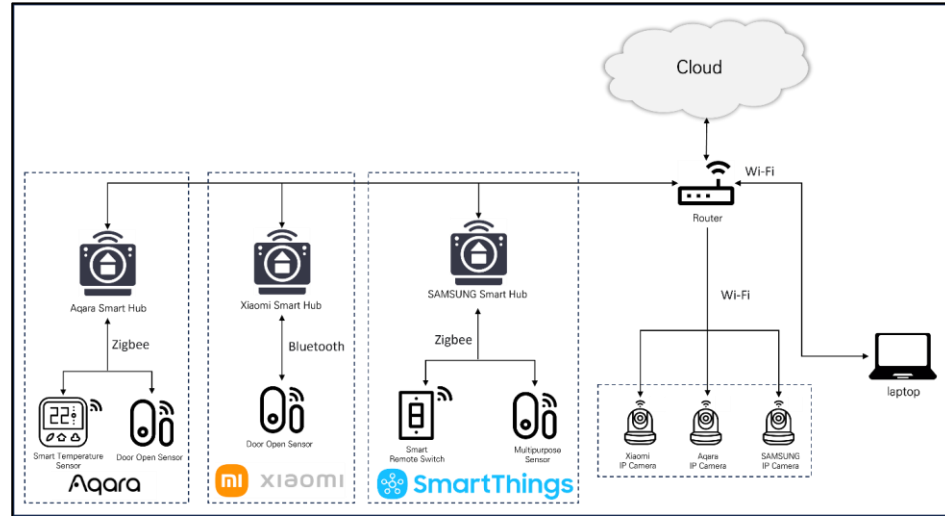 Cloud
Wi-Fi
Router
Aqara Smart Hub
Xiaomi Smart Hub
SAMSUNG Smart Hub
Wi-Fi
Zigbee
Bluetooth
Zigbee
laptop
22
Smart Temperature
Sensor
Door Open Sensor
Door Open Sensor
Smart
Remote Switch
Multipurpose
Sensor
Xiaomi
IP Camera
Aqara
IP Camera
SAMSUNG
IP Camera
Aqara
mi xiaomi
SmartThings